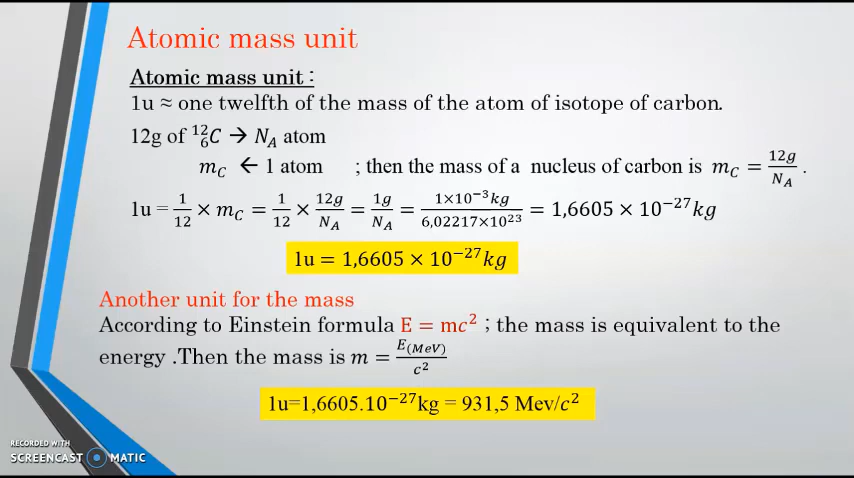 Atomic mass unit
Atomic mass unit :
1u ≈ one twelfth of the mass of the atom of isotope of carbon.
12g of ¹²₆C → N_A atom
m_C ← 1 atom ; then the mass of a nucleus of carbon is m_C = 12g/N_A .
1u = 1/12 × m_C = 1/12 × 12g/N_A = 1g/N_A = 1×10⁻³kg/6,02217×10²³ = 1,6605 × 10⁻²⁷kg
1u = 1,6605 × 10⁻²⁷kg
Another unit for the mass
According to Einstein formula E = mc² ; the mass is equivalent to the
energy .Then the mass is m = E₍MeV₎/c²
1u=1,6605.10⁻²⁷kg = 931,5 Mev/c²
RECORDED WITH
SCREENCAST MATIC